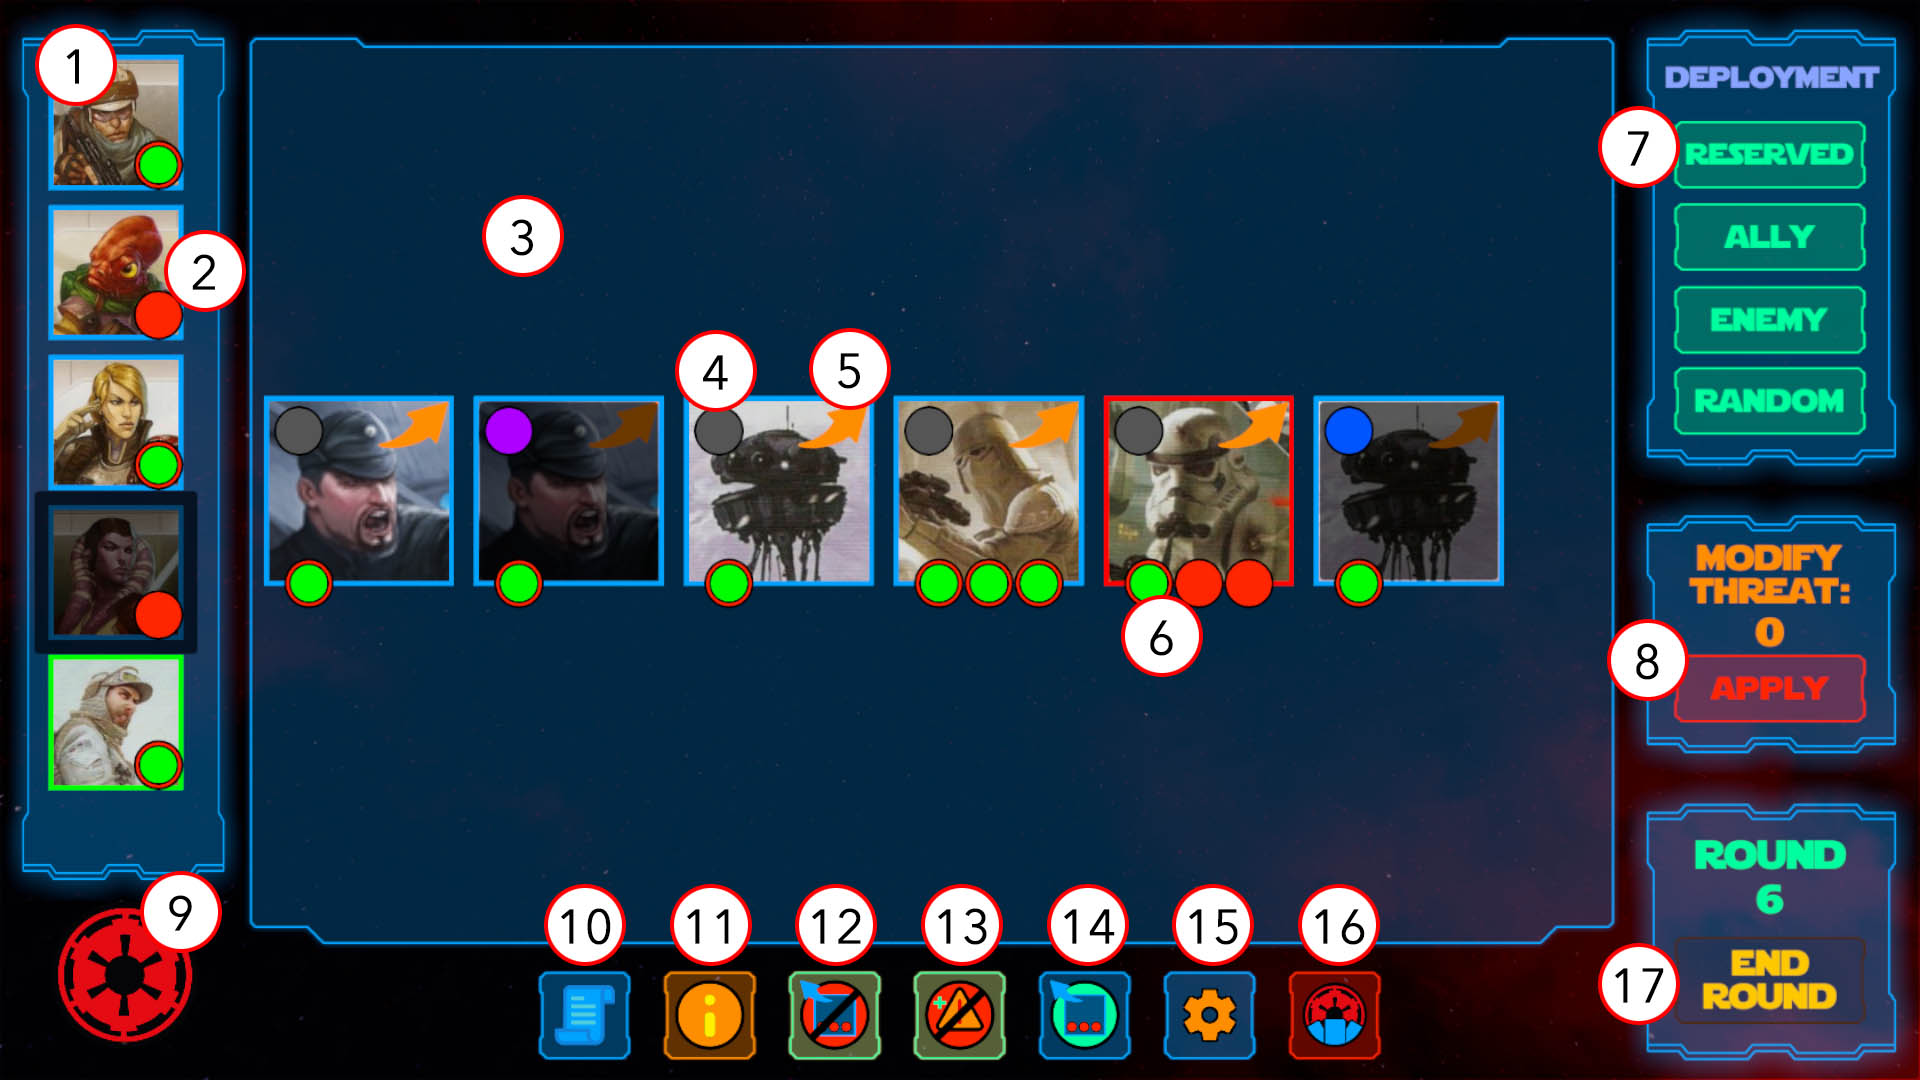 1
2
3
4
5
6
7
8
9
10
11
12
13
14
15
16
17
DEPLOYMENT
RESERVED
ALLY
ENEMY
RANDOM
MODIFY
THREAT:
0
APPLY
ROUND
6
END
ROUND